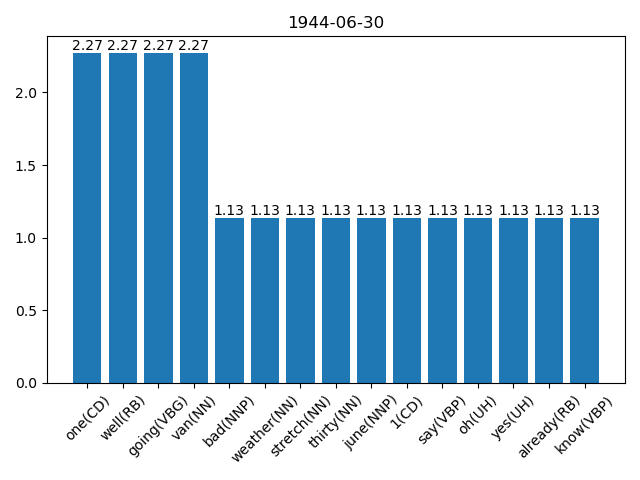 1944-06-30
2.27 2.27 2.27 2.27
2.0
1.5
1.13 1.13 1.13 1.13 1.13 1.13 1.13 1.13 1.13 1.13 1.13
1.0
0.5
0.0
one(CD) well(RB) going(VBG) van(NN) bad(NNP) weather(NN) stretch(NN) thirty(NN) june(NNP) 1(CD) say(VBP) oh(UH) yes(UH) already(RB) know(VBP)